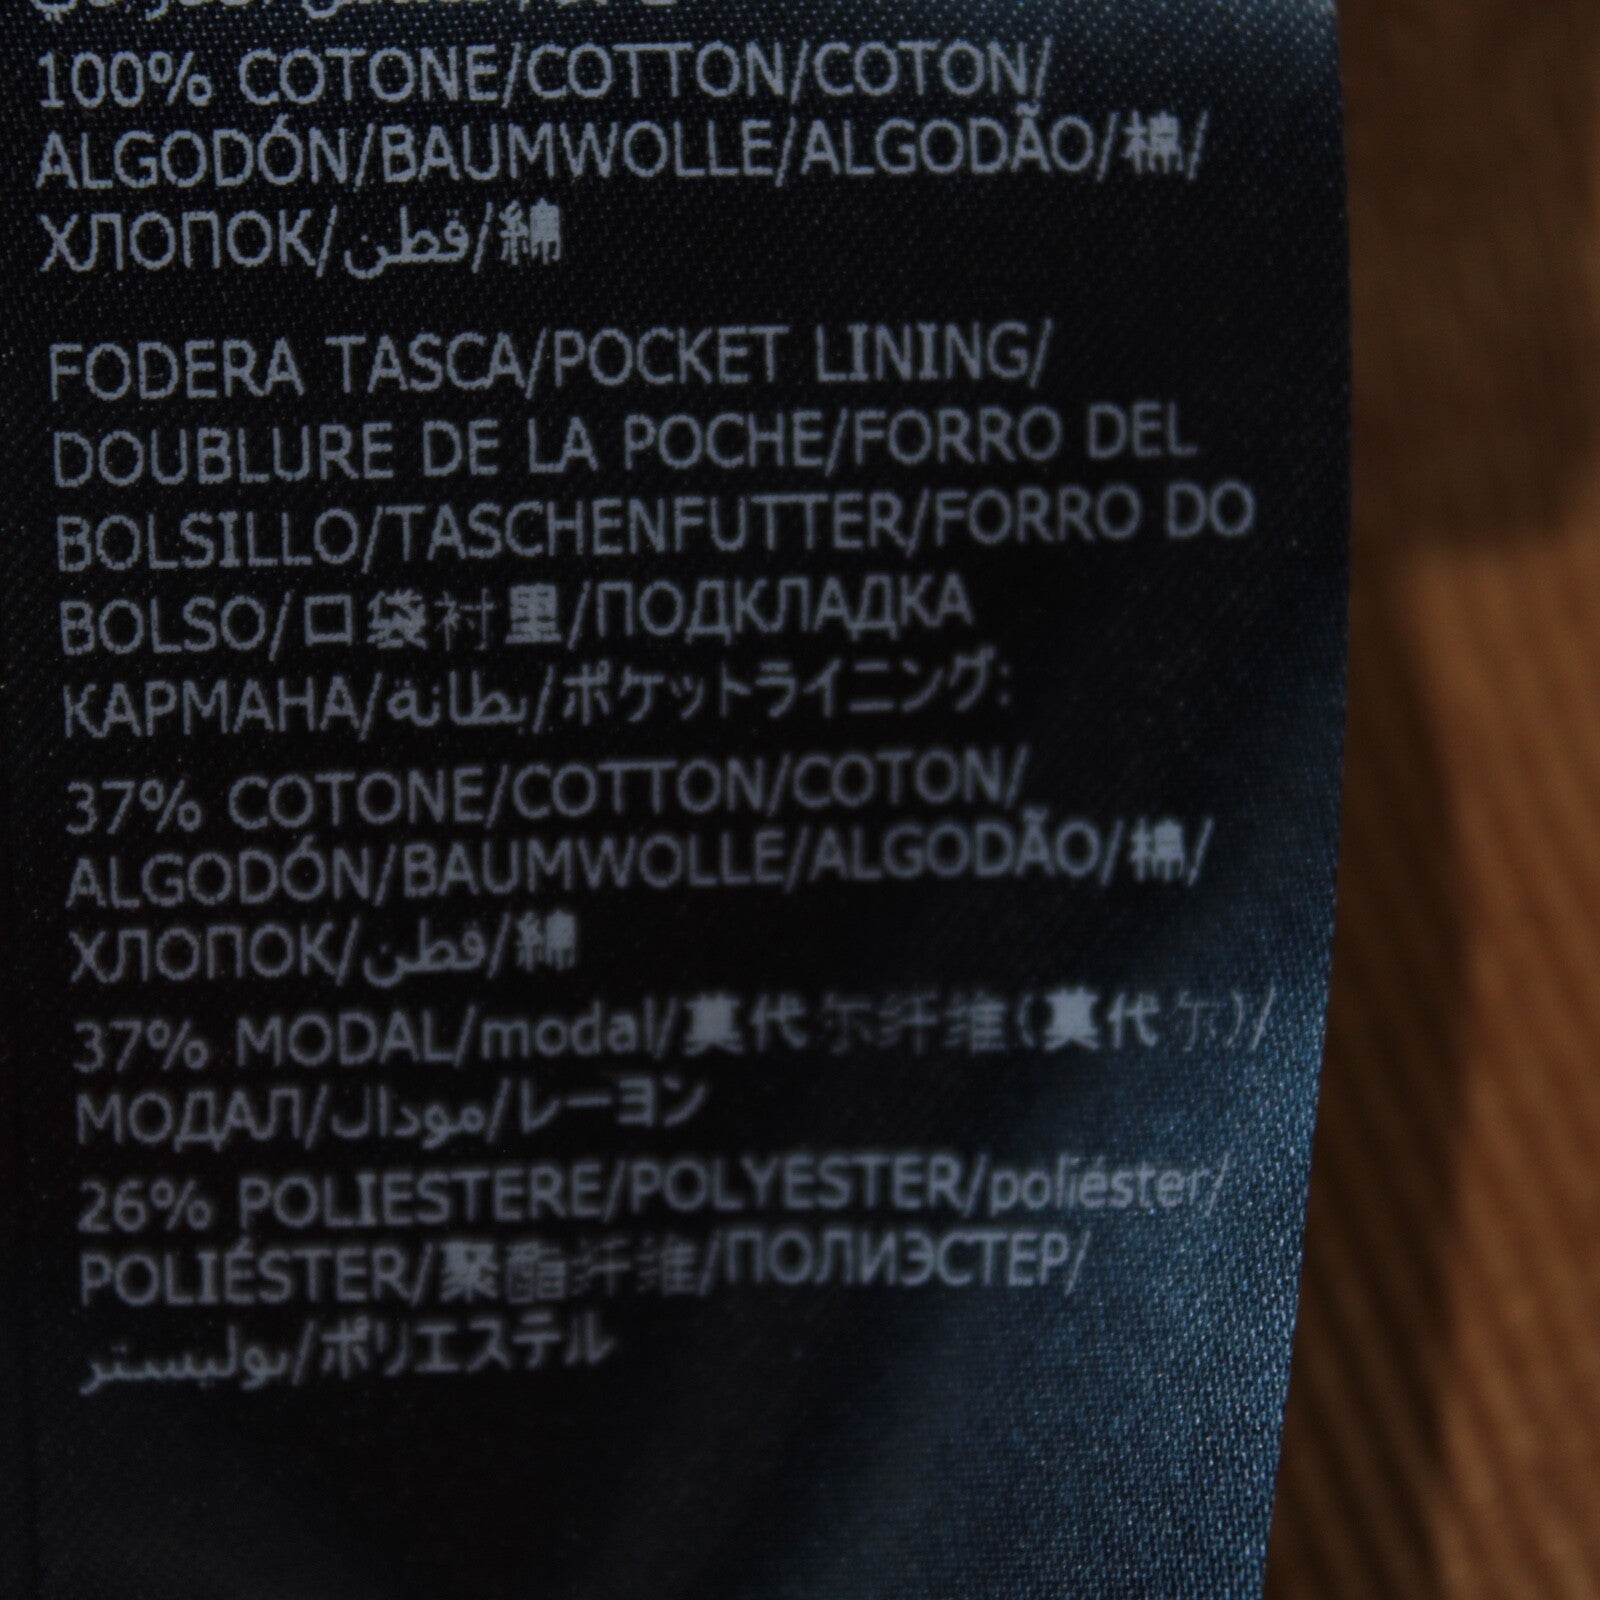 100% COTONE/COTTON/COTON/
ALGODÓN/BAUMWOLLE/ALGODÃO/棉/
ХЛОПОК/قطن/綿
FODERA TASCA/POCKET LINING/
DOUBLURE DE LA POCHE/FORRO DEL
BOLSILLO/TASCHENFUTTER/FORRO DO
BOLSO/口袋衬里/ПОДКЛАДКА
КАРМАНА/بطانة/ポケットライニング:
37% COTONE/COTTON/COTON/
ALGODÓN/BAUMWOLLE/ALGODÃO/棉/
ХЛОПОК/قطن/綿
37% MODAL/modal/莫代尔纤维(莫代尔)/
МОДАЛ/مودال/レーヨン
26% POLIESTERE/POLYESTER/poliéster/
POLIÉSTER/聚酯纤维/ПОЛИЭСТЕР/
بوليستر/ポリエステル